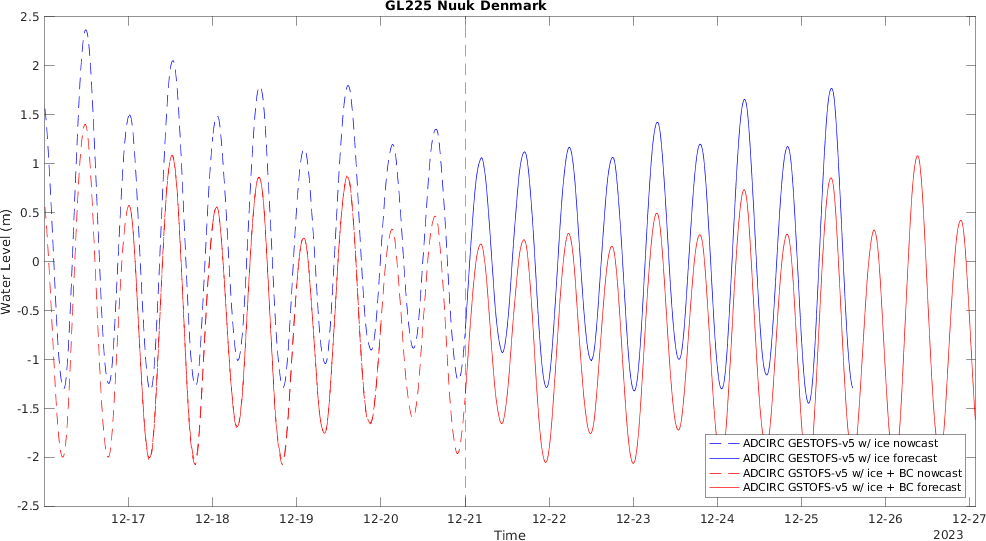 GL225 Nuuk Denmark
2.5
2
1.5
1
0.5
0
-0.5
-1
-1.5
-2
-2.5
Water Level (m)
ADCIRC GESTOFS-v5 w/ ice nowcast
ADCIRC GESTOFS-v5 w/ ice forecast
ADCIRC GSTOFS-v5 w/ ice + BC nowcast
ADCIRC GSTOFS-v5 w/ ice + BC forecast
12-17 12-18 12-19 12-20 12-21 12-22 12-23 12-24 12-25 12-26 12-27
Time
2023